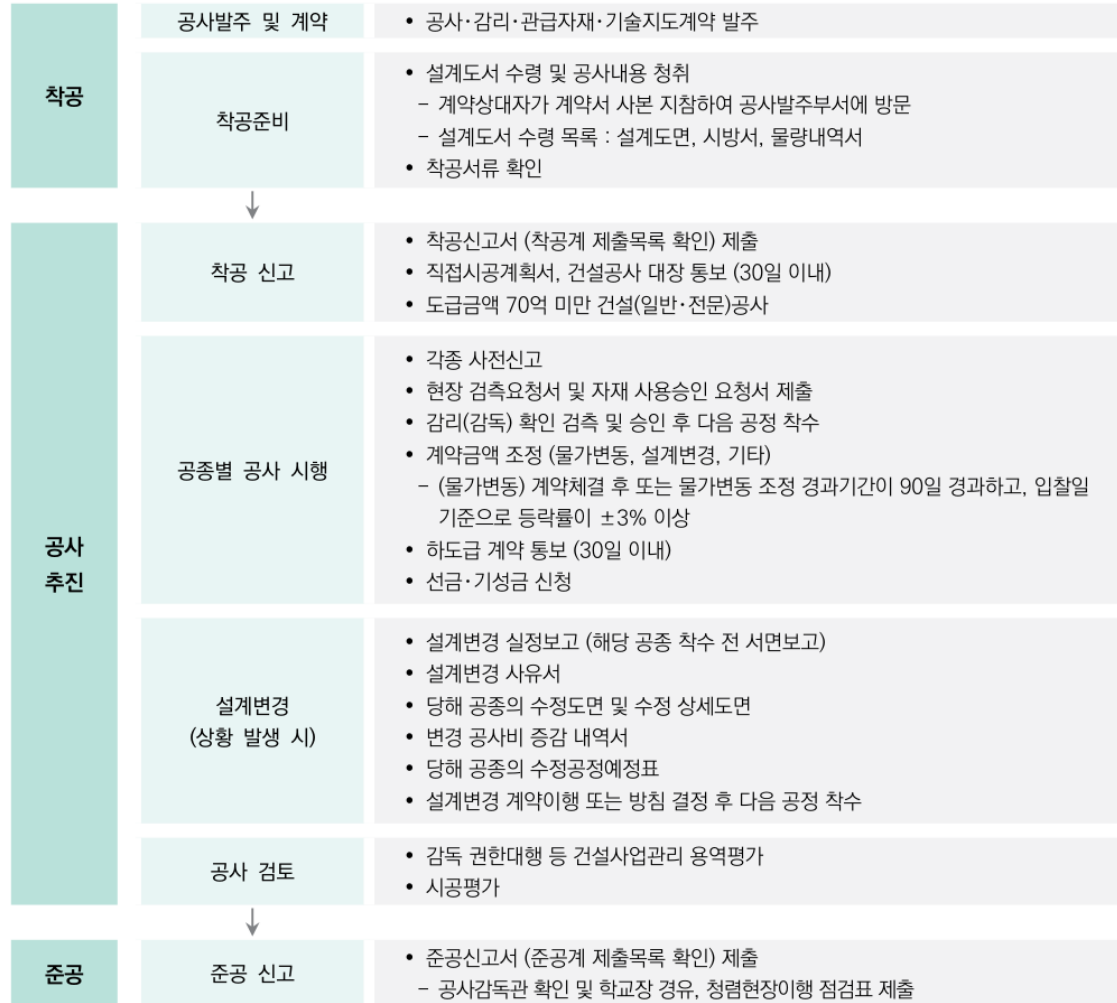 착공
공사발주 및 계약
• 공사·감리·관급자재·기술지도계약 발주
착공준비
• 설계도서 수령 및 공사내용 청취
- 계약상대자가 계약서 사본 지참하여 공사발주부서에 방문
- 설계도서 수령 목록 : 설계도면, 시방서, 물량내역서
• 착공서류 확인
공사
추진
착공 신고
• 착공신고서 (착공계 제출목록 확인) 제출
• 직접시공계획서, 건설공사 대장 통보 (30일 이내)
• 도급금액 70억 미만 건설(일반·전문)공사
공종별 공사 시행
• 각종 사전신고
• 현장 검측요청서 및 자재 사용승인 요청서 제출
• 감리(감독) 확인 검측 및 승인 후 다음 공정 착수
• 계약금액 조정 (물가변동, 설계변경, 기타)
- (물가변동) 계약체결 후 또는 물가변동 조정 경과기간이 90일 경과하고, 입찰일
기준으로 등락률이 ±3% 이상
• 하도급 계약 통보 (30일 이내)
• 선금·기성금 신청
설계변경
(상황 발생 시)
• 설계변경 실정보고 (해당 공종 착수 전 서면보고)
• 설계변경 사유서
• 당해 공종의 수정도면 및 수정 상세도면
• 변경 공사비 증감 내역서
• 당해 공종의 수정공정예정표
• 설계변경 계약이행 또는 방침 결정 후 다음 공정 착수
공사 검토
• 감독 권한대행 등 건설사업관리 용역평가
• 시공평가
준공
준공 신고
• 준공신고서 (준공계 제출목록 확인) 제출
- 공사감독관 확인 및 학교장 경유, 청렴현장이행 점검표 제출